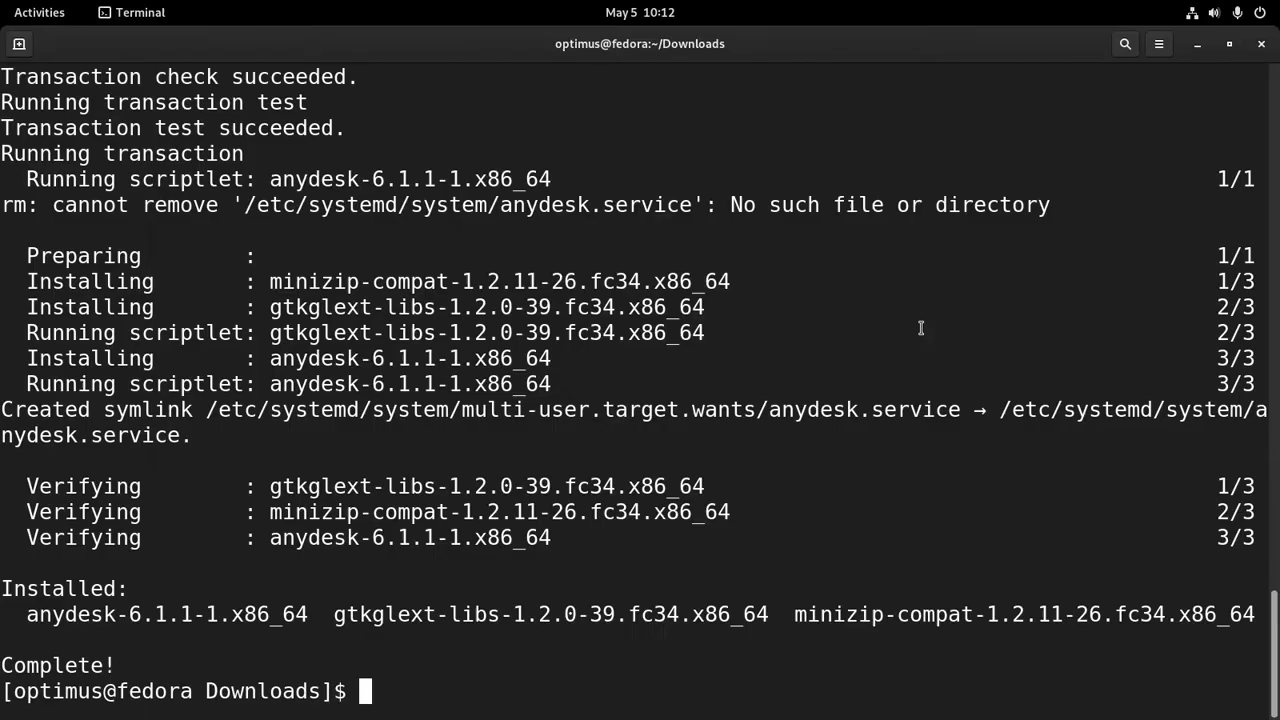 Activities Terminal May 5 10:12
optimus@fedora:~/Downloads
Transaction check succeeded.
Running transaction test
Transaction test succeeded.
Running transaction
Running scriptlet: anydesk-6.1.1-1.x86_64 1/1
rm: cannot remove '/etc/systemd/system/anydesk.service': No such file or directory
Preparing : 1/1
Installing : minizip-compat-1.2.11-26.fc34.x86_64 1/3
Installing : gtkglext-libs-1.2.0-39.fc34.x86_64 2/3
Running scriptlet: gtkglext-libs-1.2.0-39.fc34.x86_64 2/3
Installing : anydesk-6.1.1-1.x86_64 3/3
Running scriptlet: anydesk-6.1.1-1.x86_64 3/3
Created symlink /etc/systemd/system/multi-user.target.wants/anydesk.service → /etc/systemd/system/a
nydesk.service.
Verifying : gtkglext-libs-1.2.0-39.fc34.x86_64 1/3
Verifying : minizip-compat-1.2.11-26.fc34.x86_64 2/3
Verifying : anydesk-6.1.1-1.x86_64 3/3
Installed:
anydesk-6.1.1-1.x86_64 gtkglext-libs-1.2.0-39.fc34.x86_64 minizip-compat-1.2.11-26.fc34.x86_64
Complete!
[optimus@fedora Downloads]$